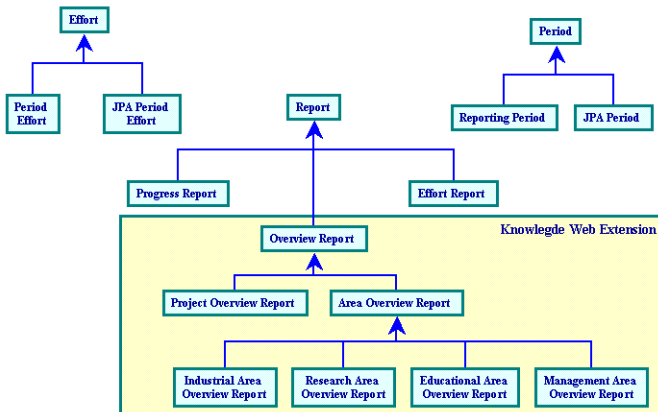 Effort
Period
Period
Effort
JPA Period
Effort
Report
Reporting Period
JPA Period
Progress Report
Effort Report
Knowlegde Web Extension
Overview Report
Project Overview Report
Area Overview Report
Industrial Area
Overview Report
Research Area
Overview Report
Educational Area
Overview Report
Management Area
Overview Report